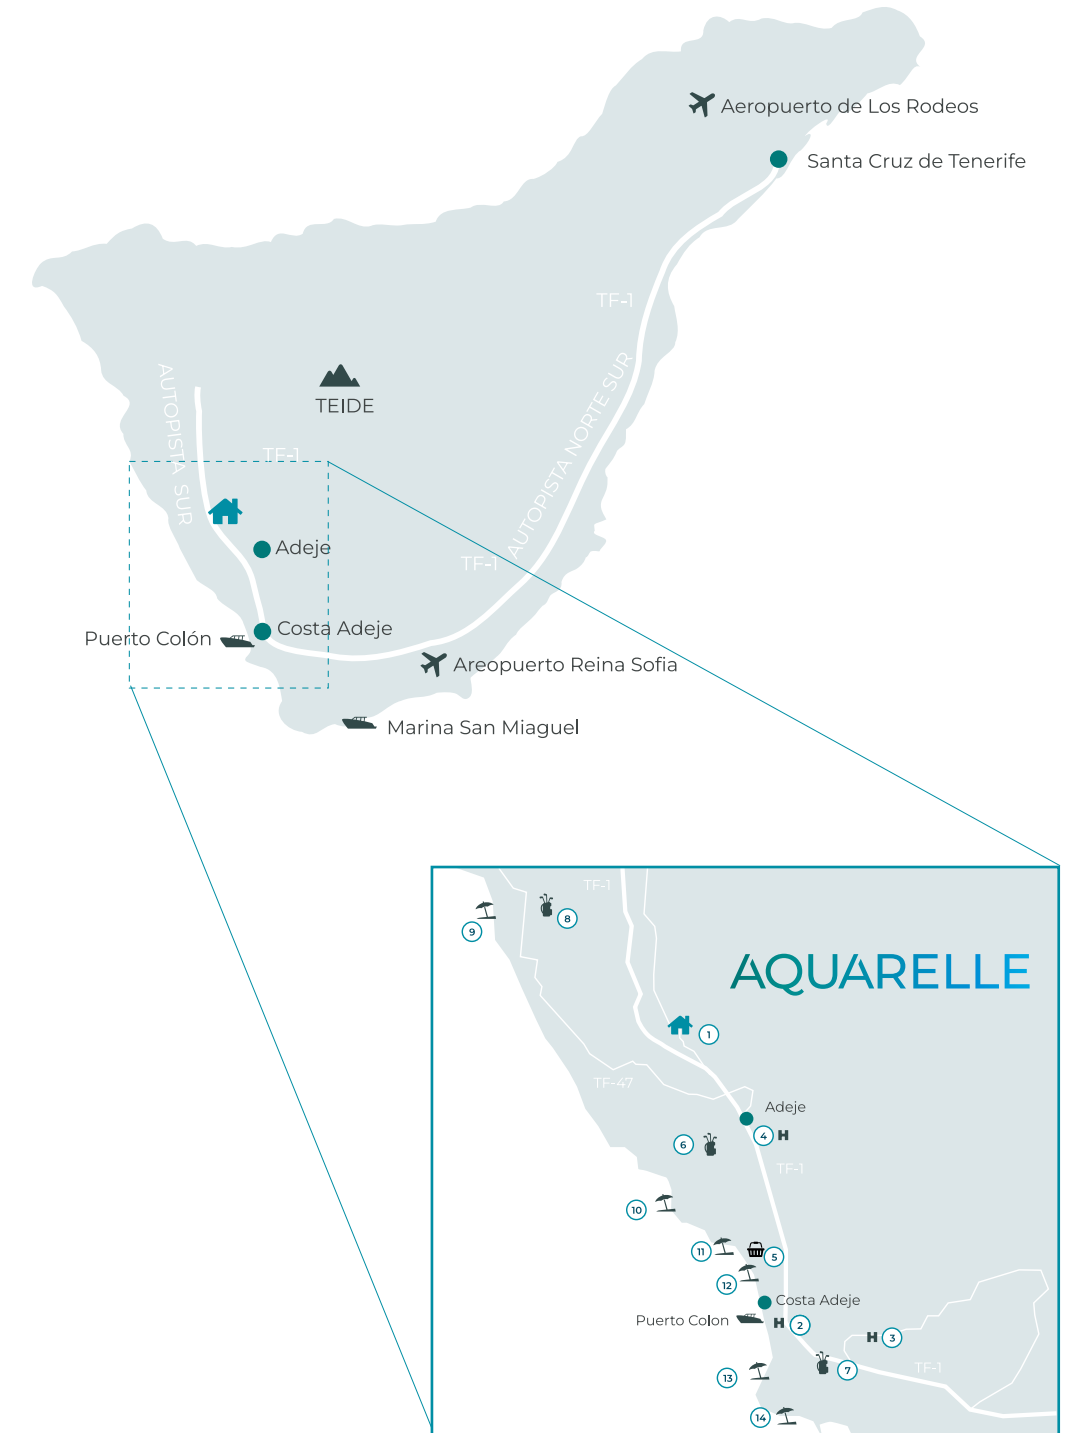 Aeropuerto de Los Rodeos
Santa Cruz de Tenerife
TF-1
AUTOPISTA NORTE SUR
TEIDE
AUTOPISTA SUR
TF-1
Adeje
TF-1
Costa Adeje
Puerto Colón
Areopuerto Reina Sofia
Marina San Miaguel
TF-1
8
9
AQUARELLE
1
TF-47
Adeje
4 H
6
TF-1
10
11
5
12
Costa Adeje
Puerto Colon
H 2
H 3
7
TF-1
13
14